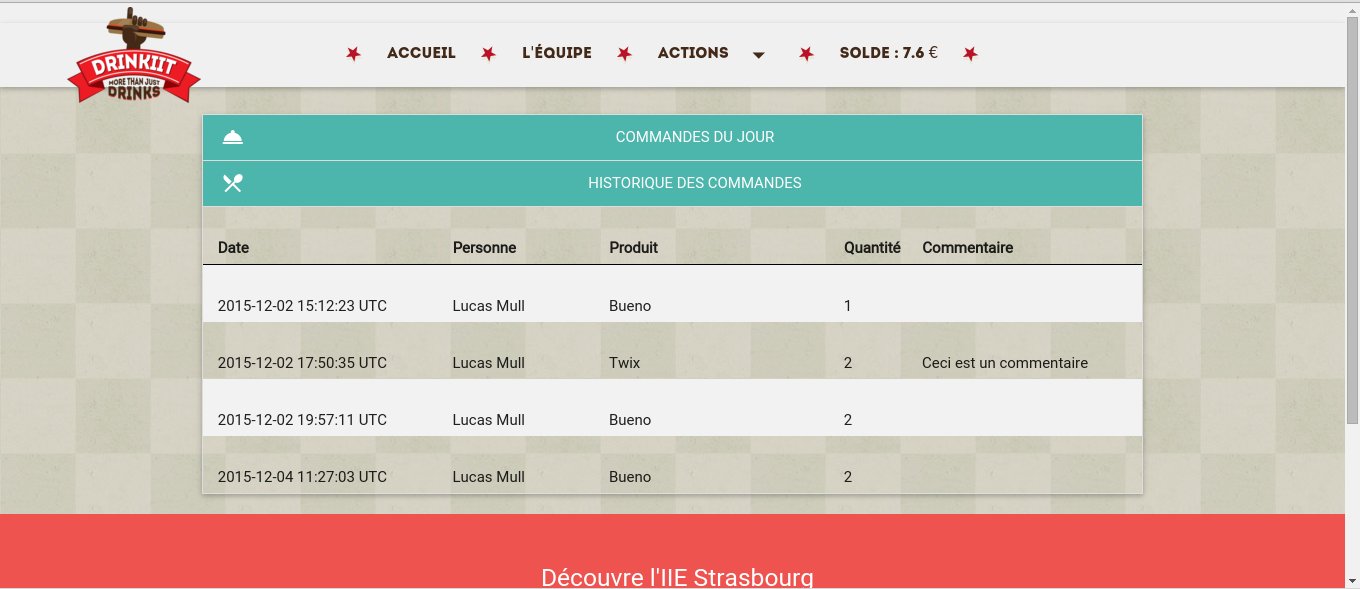 DRINKIIT
MORE THAN JUST
DRINKS
ACCUEIL L'ÉQUIPE ACTIONS SOLDE : 7.6 €
COMMANDES DU JOUR
HISTORIQUE DES COMMANDES
Date Personne Produit Quantité Commentaire
2015-12-02 15:12:23 UTC Lucas Mull Bueno 1
2015-12-02 17:50:35 UTC Lucas Mull Twix 2 Ceci est un commentaire
2015-12-02 19:57:11 UTC Lucas Mull Bueno 2
2015-12-04 11:27:03 UTC Lucas Mull Bueno 2
Découvre l'IIE Strasbourg